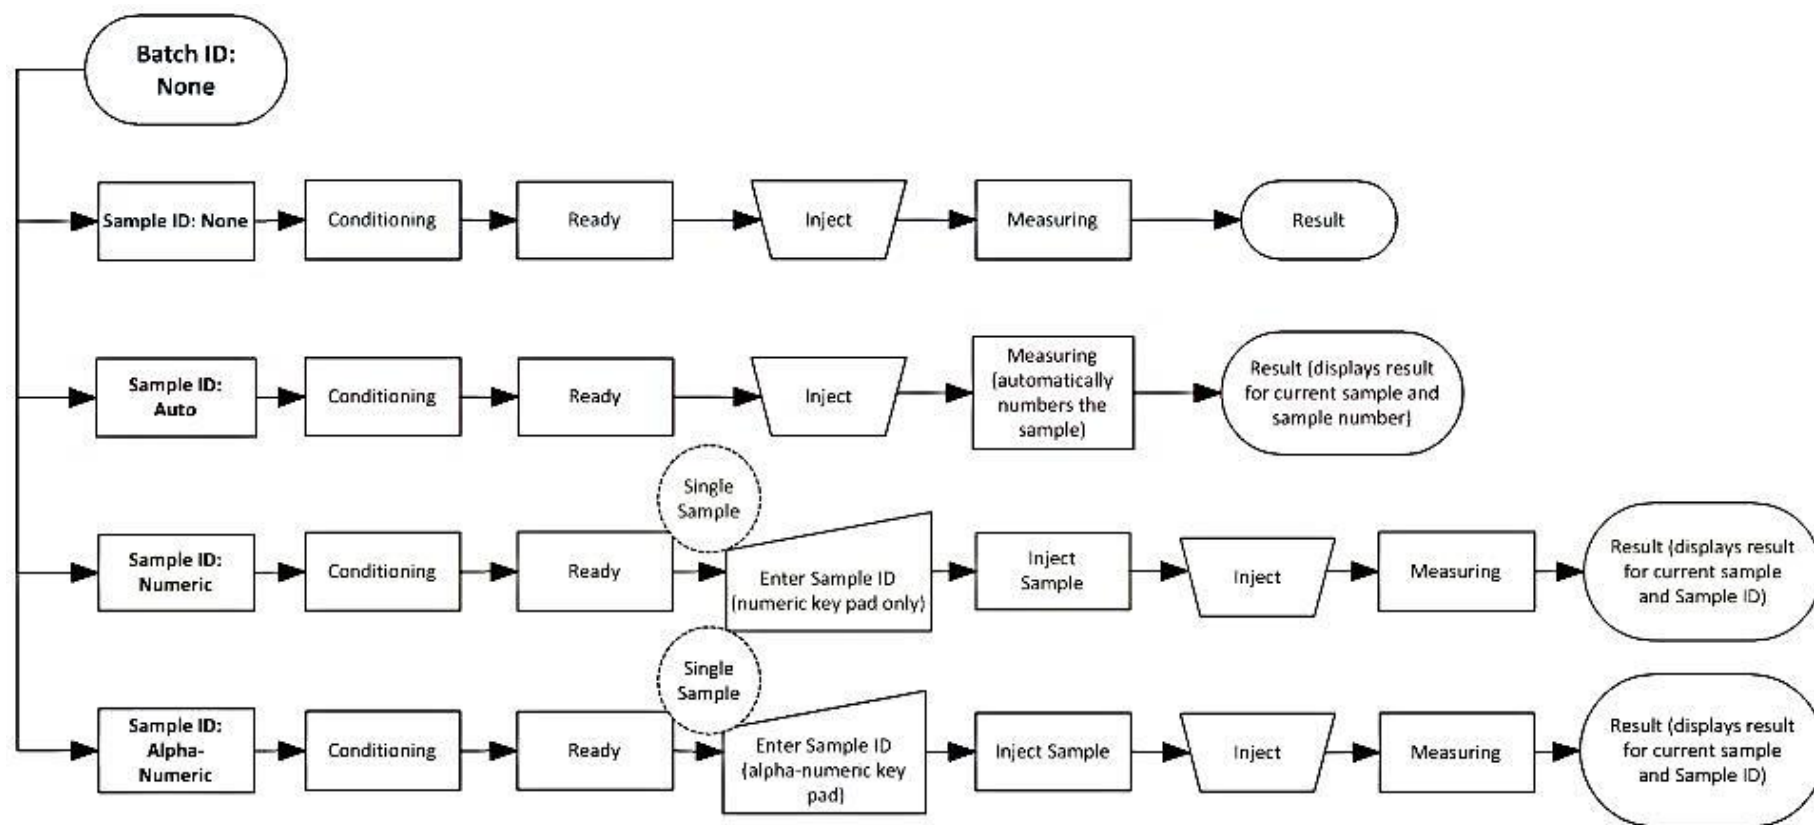 Batch ID:
None
Sample ID: None
Conditioning
Ready
Inject
Measuring
Result
Sample ID:
Auto
Conditioning
Ready
Inject
Measuring
(automatically
numbers the
sample)
Result (displays result
for current sample and
sample number)
Sample ID:
Numeric
Conditioning
Ready
Single
Sample
Enter Sample ID
(numeric key pad only)
Inject
Sample
Inject
Measuring
Result (displays result
for current sample
and Sample ID)
Sample ID:
Alpha-
Numeric
Conditioning
Ready
Single
Sample
Enter Sample ID
(alpha-numeric key
pad)
Inject Sample
Inject
Measuring
Result (displays result
for current sample
and Sample ID)